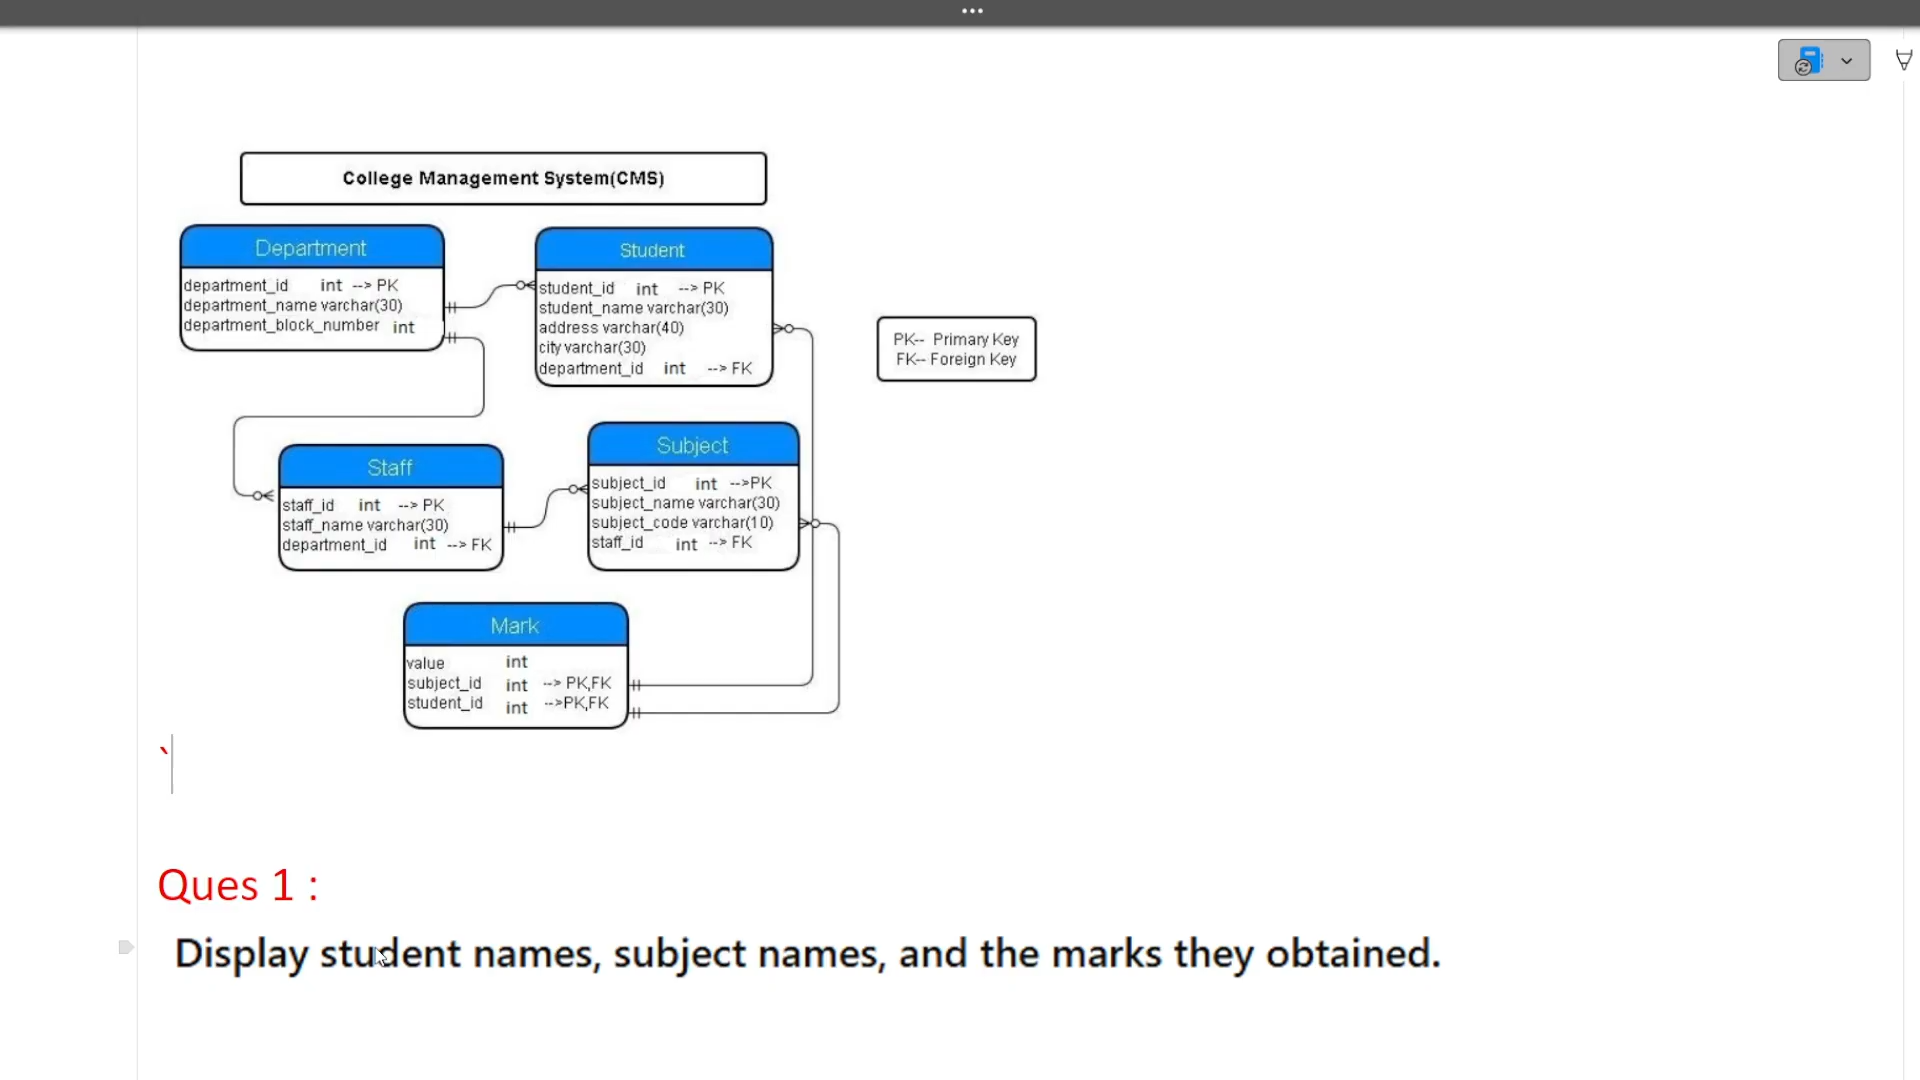 ...
College Management System(CMS)
Department
department_id int --> PK
department_name varchar(30)
department_block_number int
Student
student_id int --> PK
student_name varchar(30)
address varchar(40)
city varchar(30)
department_id int --> FK
PK-- Primary Key
FK-- Foreign Key
Staff
staff_id int --> PK
staff_name varchar(30)
department_id int --> FK
Subject
subject_id int -->PK
subject_name varchar(30)
subject_code varchar(10)
staff_id int --> FK
Mark
value int
subject_id int --> PK,FK
student_id int -->PK,FK
`
Ques 1 :
Display student names, subject names, and the marks they obtained.